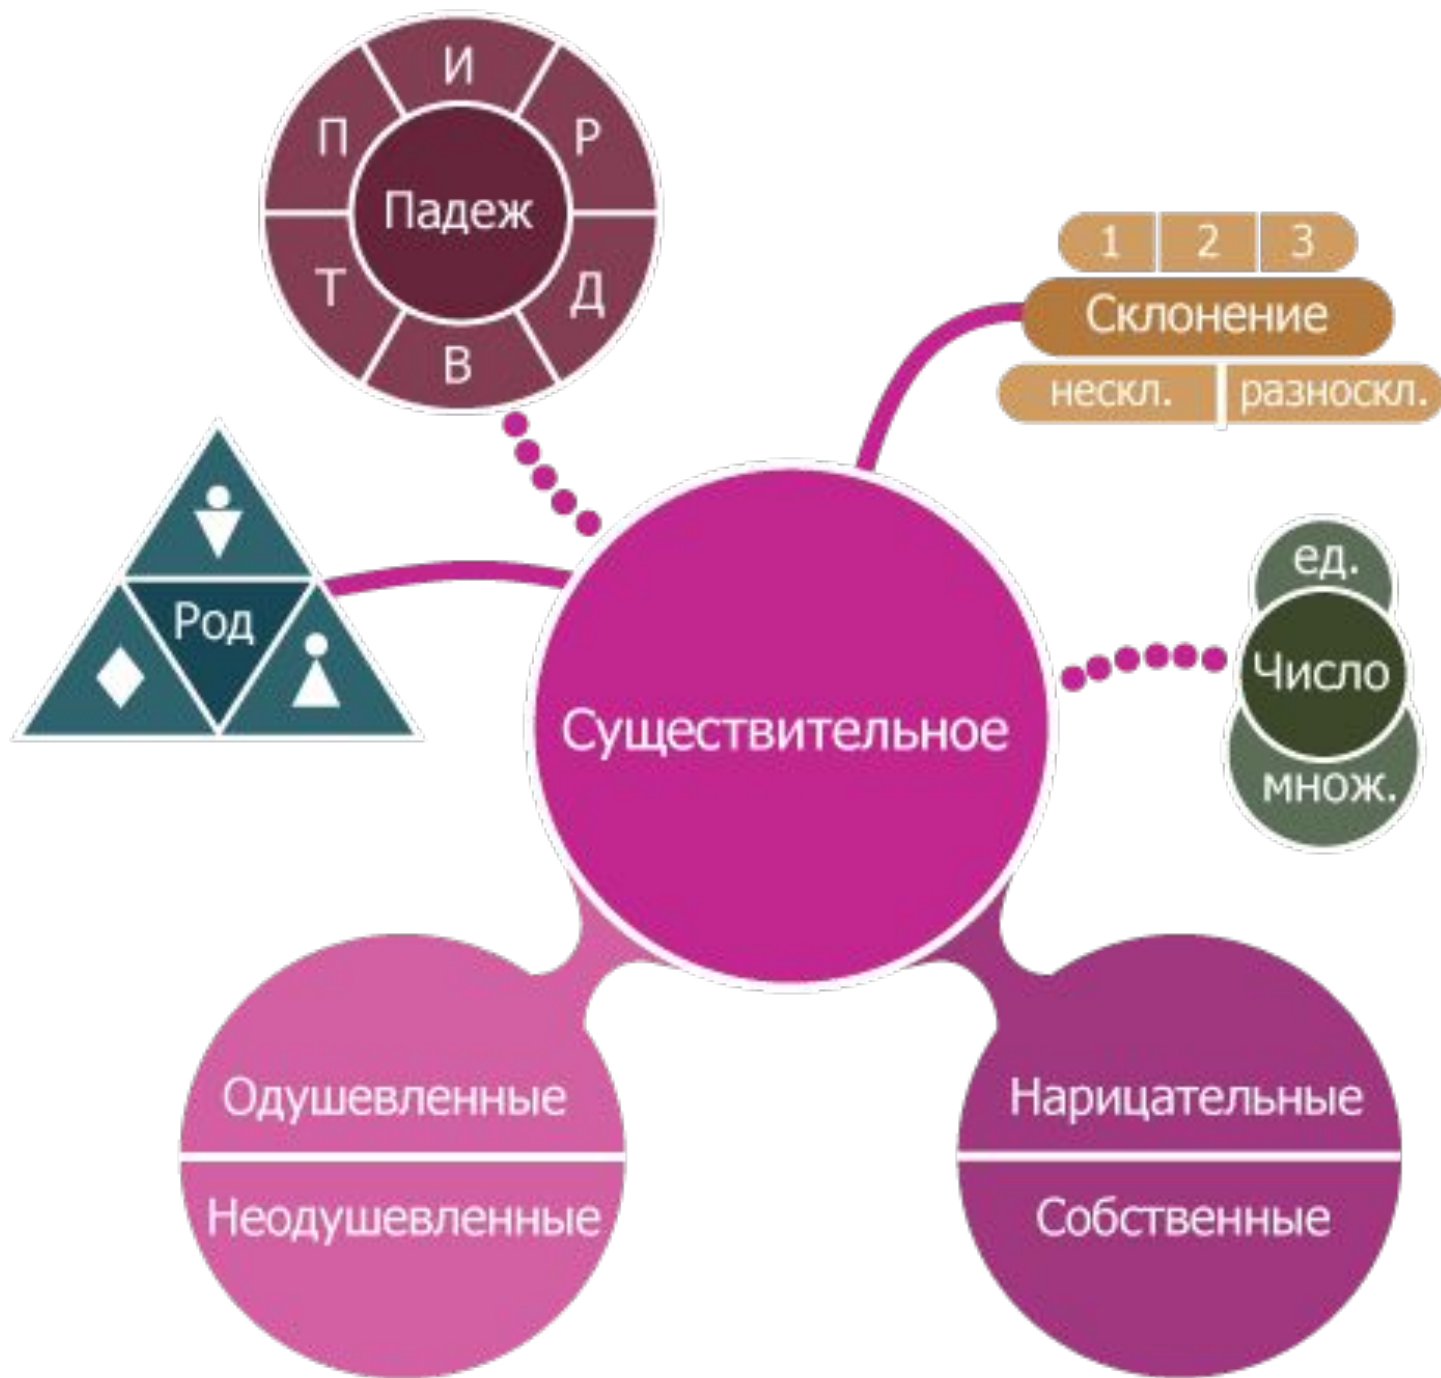 И
П
Р
Падеж
Т
Д
В
1 2 3
Склонение
нескл. разноскл.
Род
ед.
Число
множ.
Существительное
Одушевленные
Неодушевленные
Нарицательные
Собственные